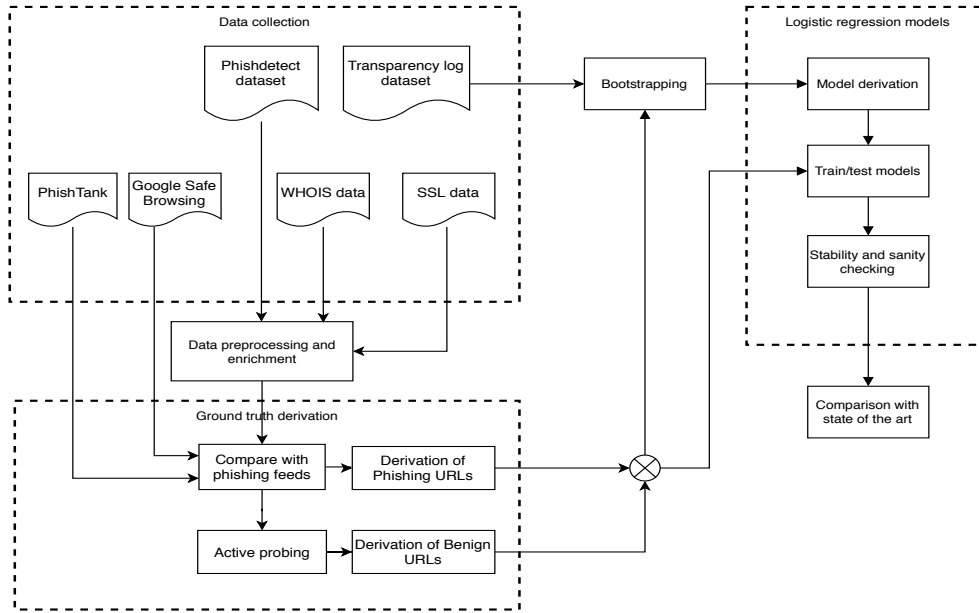 Data collection
Logistic regression models
Phishdetect
dataset
Transparency log
dataset
Bootstrapping
Model derivation
PhishTank
Google Safe
Browsing
WHOIS data
SSL data
Train/test models
Stability and sanity
checking
Data preprocessing and
enrichment
Comparison with
state of the art
Ground truth derivation
Compare with
phishing feeds
Derivation of
Phishing URLs
Active probing
Derivation of Benign
URLs